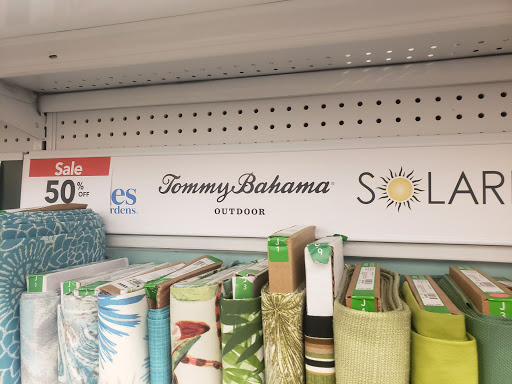 Sale
50% OFF
es
rdens
Tommy Bahama
OUTDOOR
SOLAR